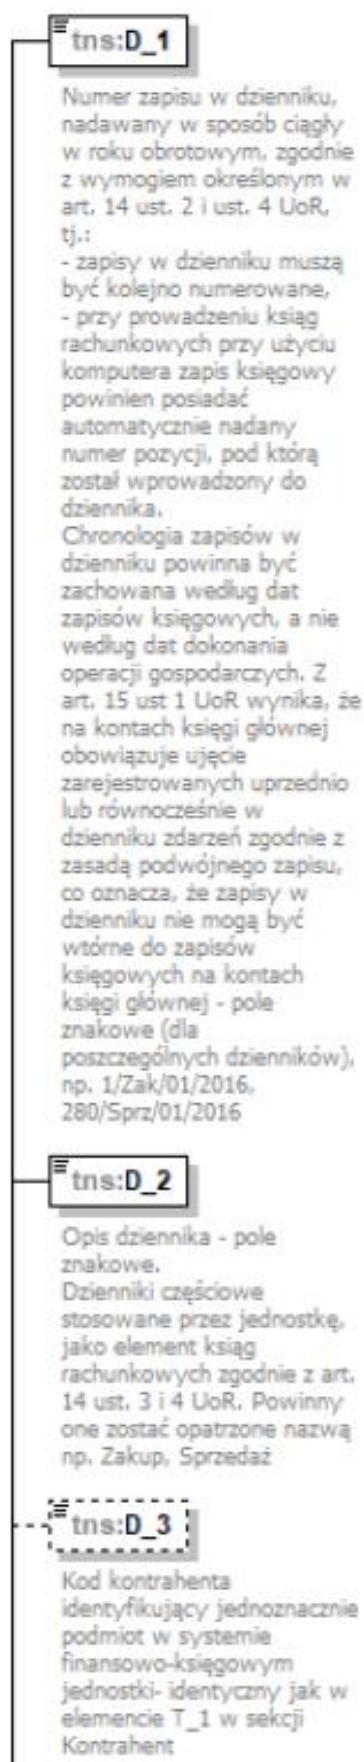 tns:D_1
Numer zapisu w dzienniku,
nadawany w sposób ciągły
w roku obrotowym, zgodnie
z wymogiem określonym w
art. 14 ust. 2 i ust. 4 UoR,
tj.:
- zapisy w dzienniku muszą
być kolejno numerowane,
- przy prowadzeniu ksiąg
rachunkowych przy użyciu
komputera zapis księgowy
powinien posiadać
automatycznie nadany
numer pozycji, pod którą
został wprowadzony do
dziennika.
Chronologia zapisów w
dzienniku powinna być
zachowana według dat
zapisów księgowych, a nie
według dat dokonania
operacji gospodarczych. Z
art. 15 ust 1 UoR wynika, że
na kontach księgi głównej
obowiązuje ujęcie
zarejestrowanych uprzednio
lub równocześnie w
dzienniku zdarzeń zgodnie z
zasadą podwójnego zapisu,
co oznacza, że zapisy w
dzienniku nie mogą być
wtórne do zapisów
księgowych na kontach
księgi głównej - pole
znakowe (dla
poszczególnych dzienników),
np. 1/Zak/01/2016,
280/Sprz/01/2016
tns:D_2
Opis dziennika - pole
znakowe.
Dzienniki częściowe
stosowane przez jednostkę,
jako element ksiąg
rachunkowych zgodnie z art.
14 ust. 3 i 4 UoR. Powinny
one zostać opatrzone nazwą
np. Zakup, Sprzedaż
tns:D_3
Kod kontrahenta
identyfikujący jednoznacznie
podmiot w systemie
finansowo-księgowym
jednostki- identyczny jak w
elemencie T_1 w sekcji
Kontrahent